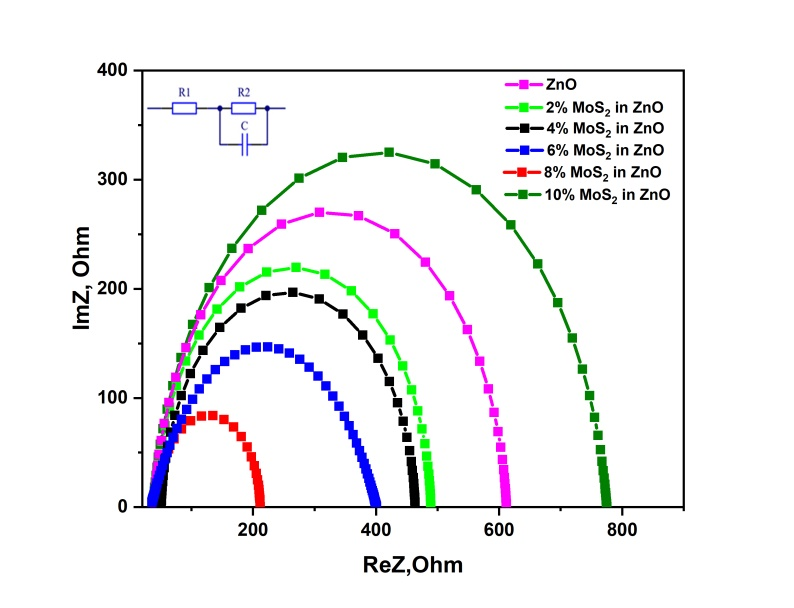 400
300
200
100
0
ImZ, Ohm
R1
R2
C
ZnO
2% MoS₂ in ZnO
4% MoS₂ in ZnO
6% MoS₂ in ZnO
8% MoS₂ in ZnO
10% MoS₂ in ZnO
200
400
600
800
ReZ,Ohm